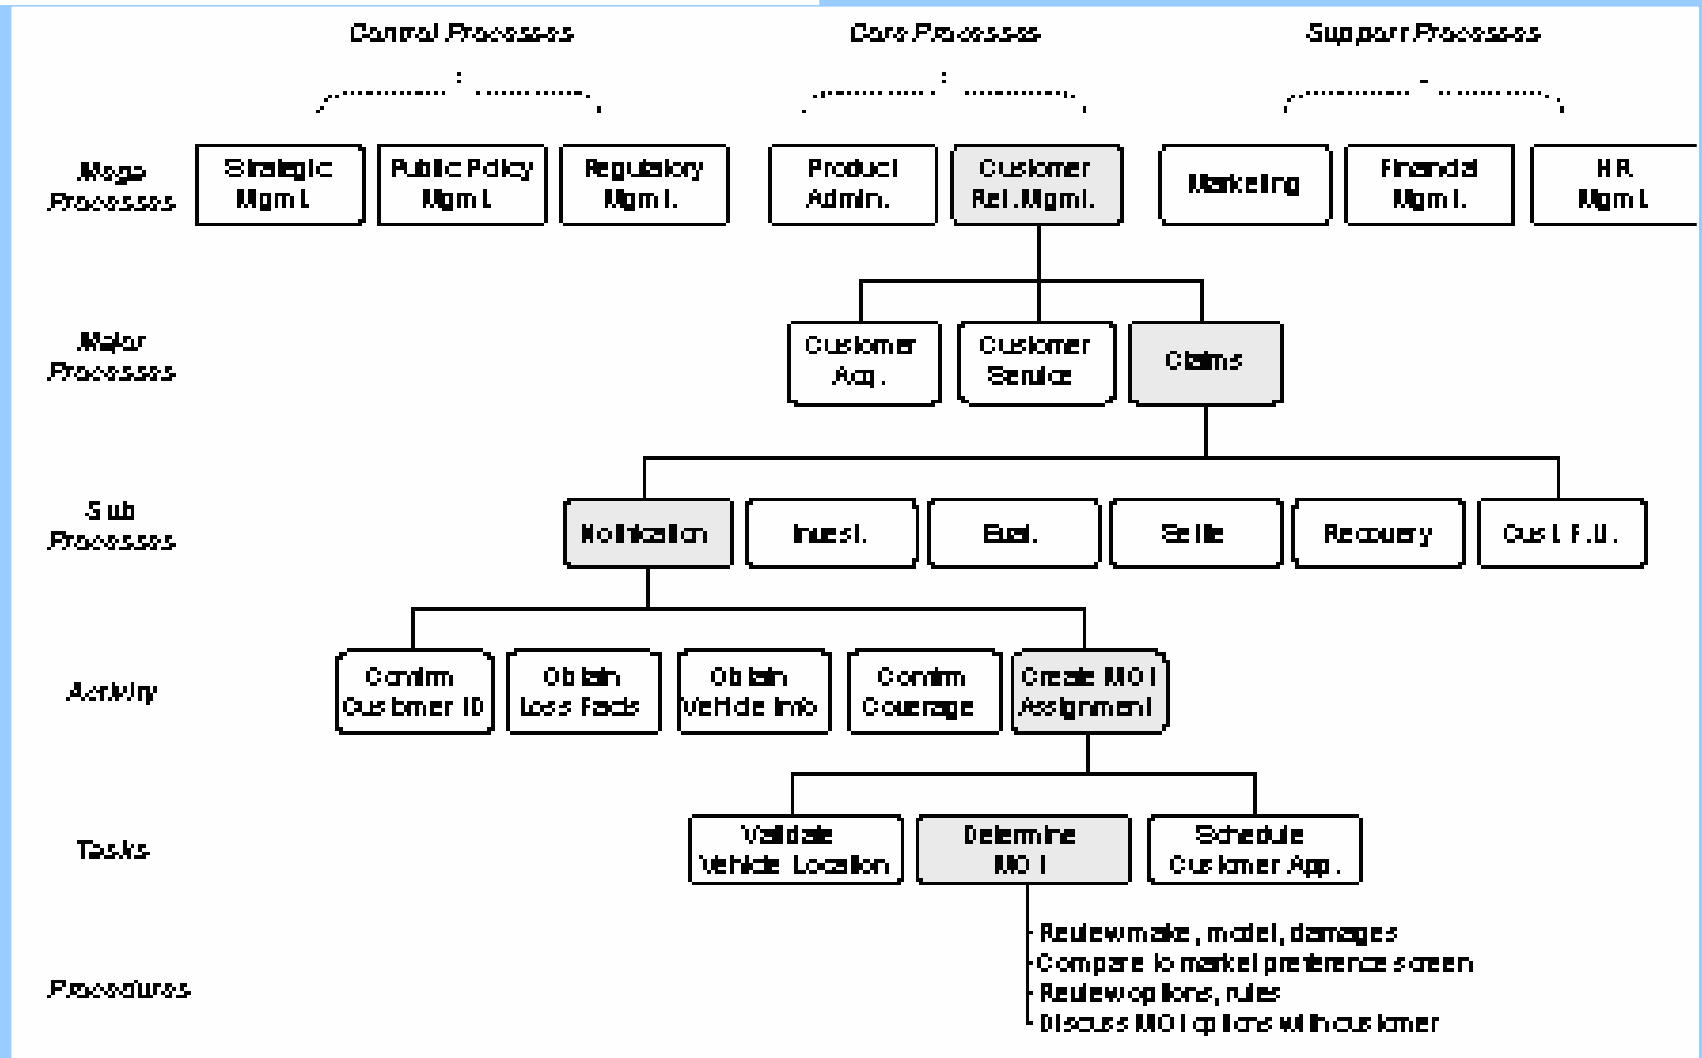 Control Processes
Core Processes
Support Processes
Mega
Processes
Strategic
Mgmt.
Public Policy
Mgmt.
Regulatory
Mgmt.
Product
Admin.
Customer
Rel. Mgmt.
Marketing
Financial
Mgmt.
HR
Mgmt.
Major
Processes
Customer
Acq.
Customer
Service
Claims
Sub
Processes
Notification
Invest.
Eval.
Settle
Recovery
Cust. F.U.
Activity
Confirm
Customer ID
Obtain
Loss Facts
Obtain
Vehicle Info
Confirm
Coverage
Create MOI
Assignment
Tasks
Validate
Vehicle Location
Determine
MOI
Schedule
Customer App.
Procedures
Review make, model, damages
Compare to market preference screen
Review options, rules
Discuss MOI options with customer